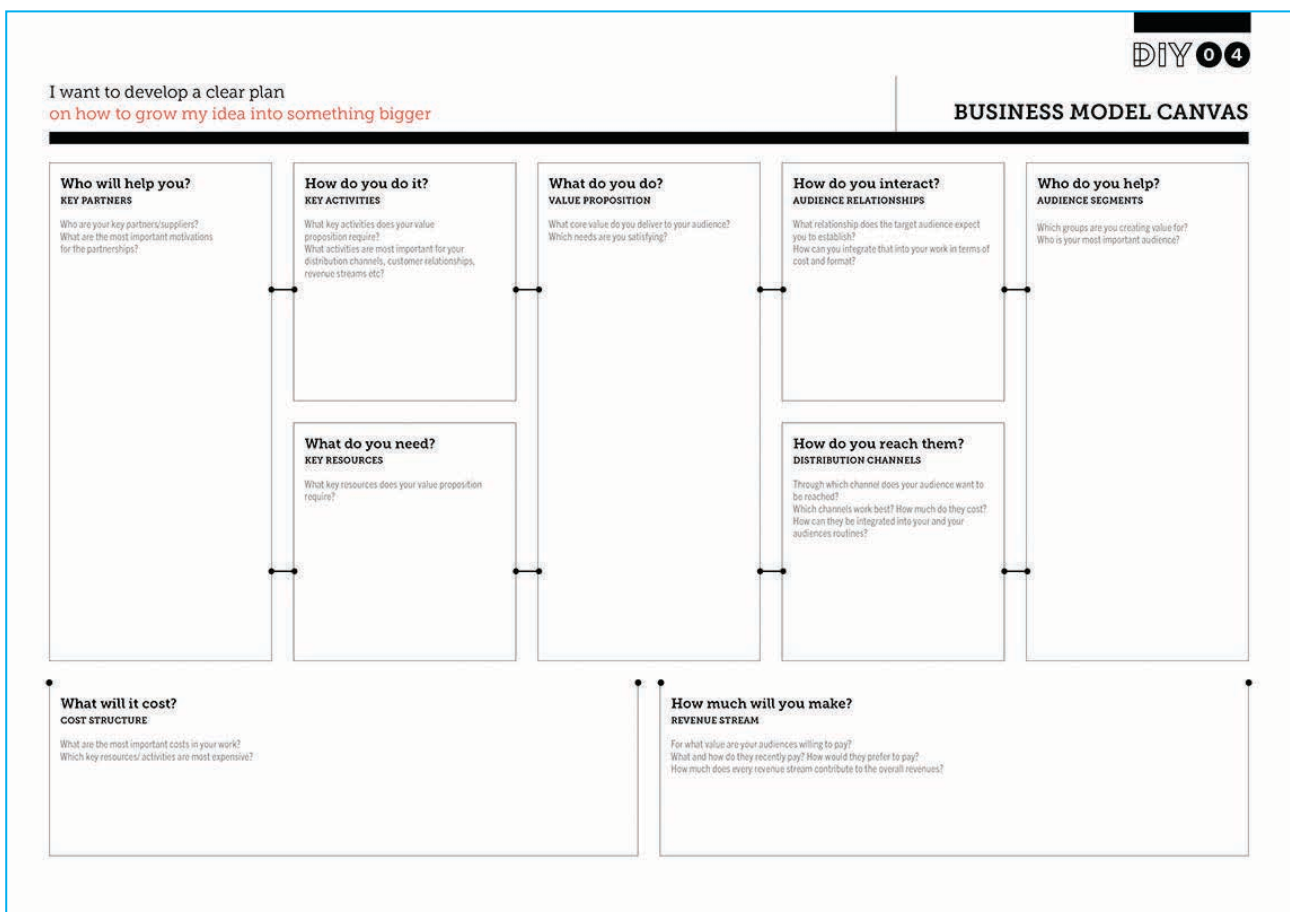 DIY 04
I want to develop a clear plan
on how to grow my idea into something bigger
BUSINESS MODEL CANVAS
Who will help you?
KEY PARTNERS
Who are your key partners/suppliers?
What are the most important motivations
for the partnerships?
How do you do it?
KEY ACTIVITIES
What key activities does your value
proposition require?
What activities are most important for your
distribution channels, customer relationships,
revenue streams etc?
What do you need?
KEY RESOURCES
What key resources does your value proposition
require?
What do you do?
VALUE PROPOSITION
What core value do you deliver to your audience?
Which needs are you satisfying?
How do you interact?
AUDIENCE RELATIONSHIPS
What relationship does the target audience expect
you to establish?
How can you integrate that into your work in terms of
cost and format?
How do you reach them?
DISTRIBUTION CHANNELS
Through which channel does your audience want to
be reached?
Which channels work best? How much do they cost?
How can they be integrated into your and your
audiences routines?
Who do you help?
AUDIENCE SEGMENTS
Which groups are you creating value for?
Who is your most important audience?
What will it cost?
COST STRUCTURE
What are the most important costs in your work?
Which key resources/ activities are most expensive?
How much will you make?
REVENUE STREAM
For what value are your audiences willing to pay?
What and how do they recently pay? How would they prefer to pay?
How much does every revenue stream contribute to the overall revenues?